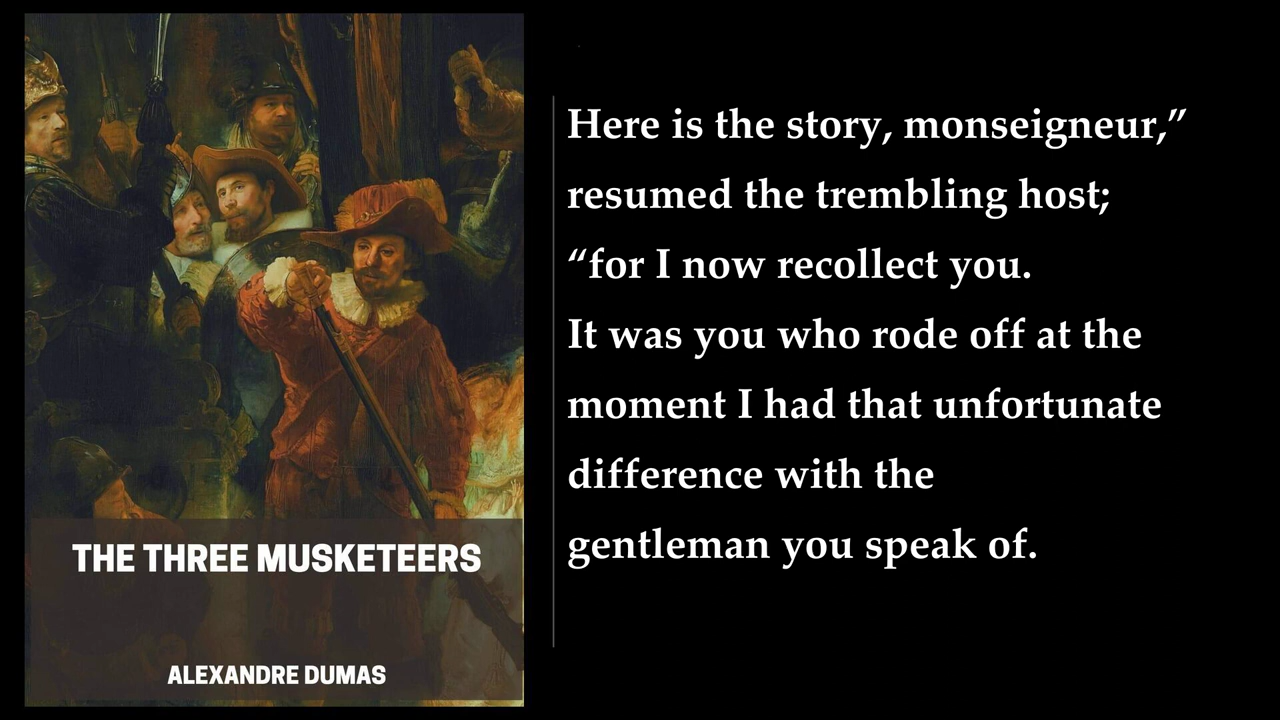 THE THREE MUSKETEERS
ALEXANDRE DUMAS
Here is the story, monseigneur,”
resumed the trembling host;
“for I now recollect you.
It was you who rode off at the
moment I had that unfortunate
difference with the
gentleman you speak of.